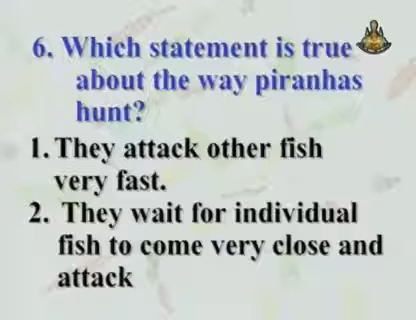 6. Which statement is true
about the way piranhas
hunt?
1. They attack other fish
very fast.
2. They wait for individual
fish to come very close and
attack